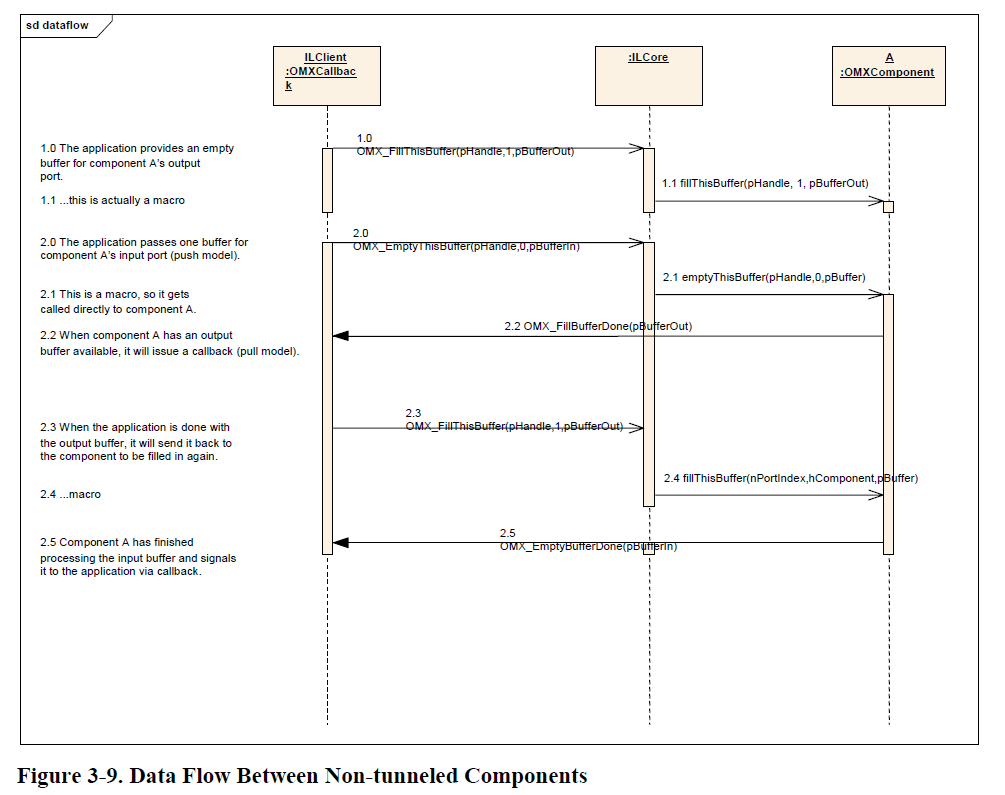 sd dataflow
ILClient
:OMXCallbac
k
:ILCore
A
:OMXComponent
1.0 The application provides an empty
buffer for component A's output
port.
1.0
OMX_FillThisBuffer(pHandle,1,pBufferOut)
1.1 fillThisBuffer(pHandle, 1, pBufferOut)
1.1 ...this is actually a macro
2.0 The application passes one buffer for
component A's input port (push model).
2.0
OMX_EmptyThisBuffer(pHandle,0,pBufferIn)
2.1 emptyThisBuffer(pHandle,0,pBuffer)
2.1 This is a macro, so it gets
called directly to component A.
2.2 When component A has an output
buffer available, it will issue a callback (pull model).
2.2 OMX_FillBufferDone(pBufferOut)
2.3
OMX_FillThisBuffer(pHandle,1,pBufferOut)
2.3 When the application is done with
the output buffer, it will send it back to
the component to be filled in again.
2.4 fillThisBuffer(nPortIndex,hComponent,pBuffer)
2.4 ...macro
2.5
OMX_EmptyBufferDone(pBufferIn)
2.5 Component A has finished
processing the input buffer and signals
it to the application via callback.
Figure 3-9. Data Flow Between Non-tunneled Components